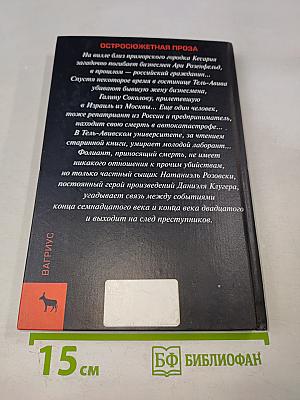 ОСТРОСЮЖЕТНАЯ ПРОЗА
На вилле близ приморского городка Кесария
загадочно погибает бизнесмен Ари Розенфельд,
в прошлом — российский гражданин...
Спустя некоторое время в гостинице Тель-Авива
убивают бывшую жену бизнесмена,
Галину Соколову, прилетевшую
в Израиль из Москвы... Еще один человек,
тоже репатриант из России и предприниматель,
находит свою смерть в автокатастрофе... .
В Тель-Авивском университете, за чтением
старинной книги, умирает молодой лаборант...
Фолиант, приносящий смерть, не имеет
никакого отношения к прочим убийствам,
но только частный сыщик Натаниэль Розовски,
постоянный герой произведений Даниэля Клугера,
угадывает связь между событиями
конца семнадцатого века и конца века двадцатого
и выходит на след преступников.
ВАГРИУС
15 см
БФ БИБЛИОФАН